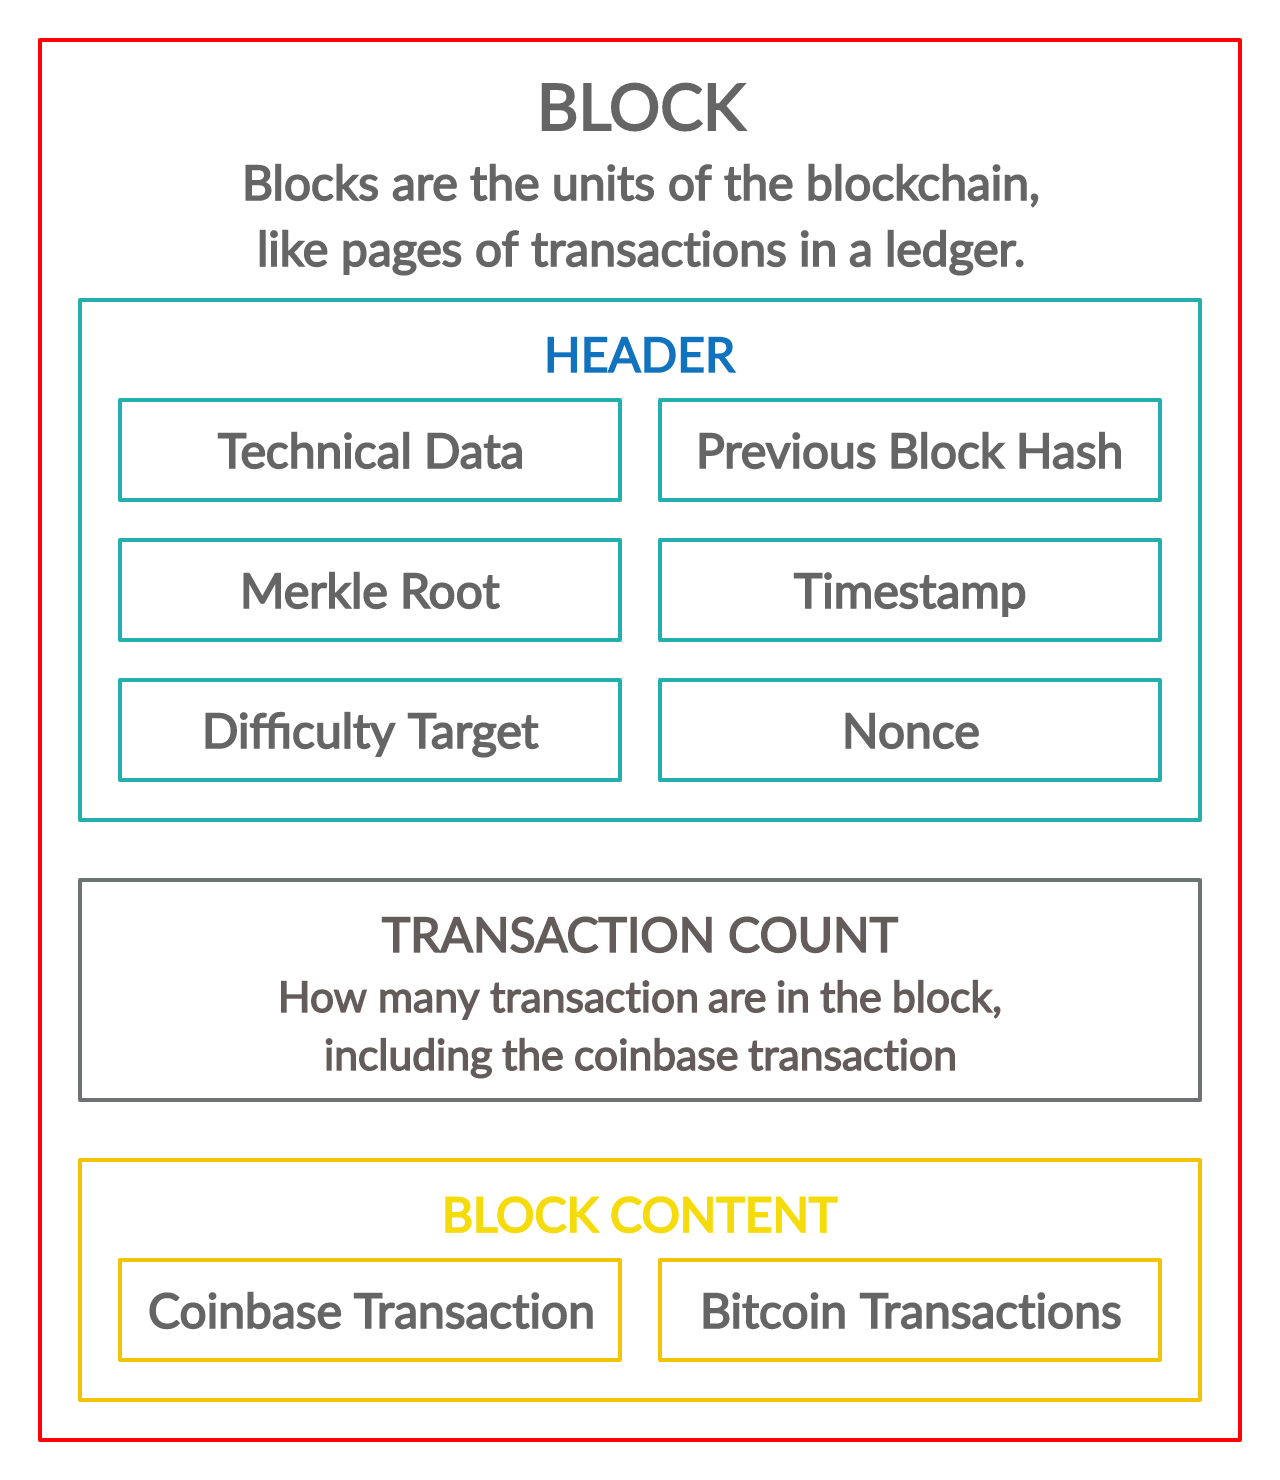 BLOCK
Blocks are the units of the blockchain,
like pages of transactions in a ledger.
HEADER
Technical Data
Previous Block Hash
Merkle Root
Timestamp
Difficulty Target
Nonce
TRANSACTION COUNT
How many transaction are in the block,
including the coinbase transaction
BLOCK CONTENT
Coinbase Transaction
Bitcoin Transactions